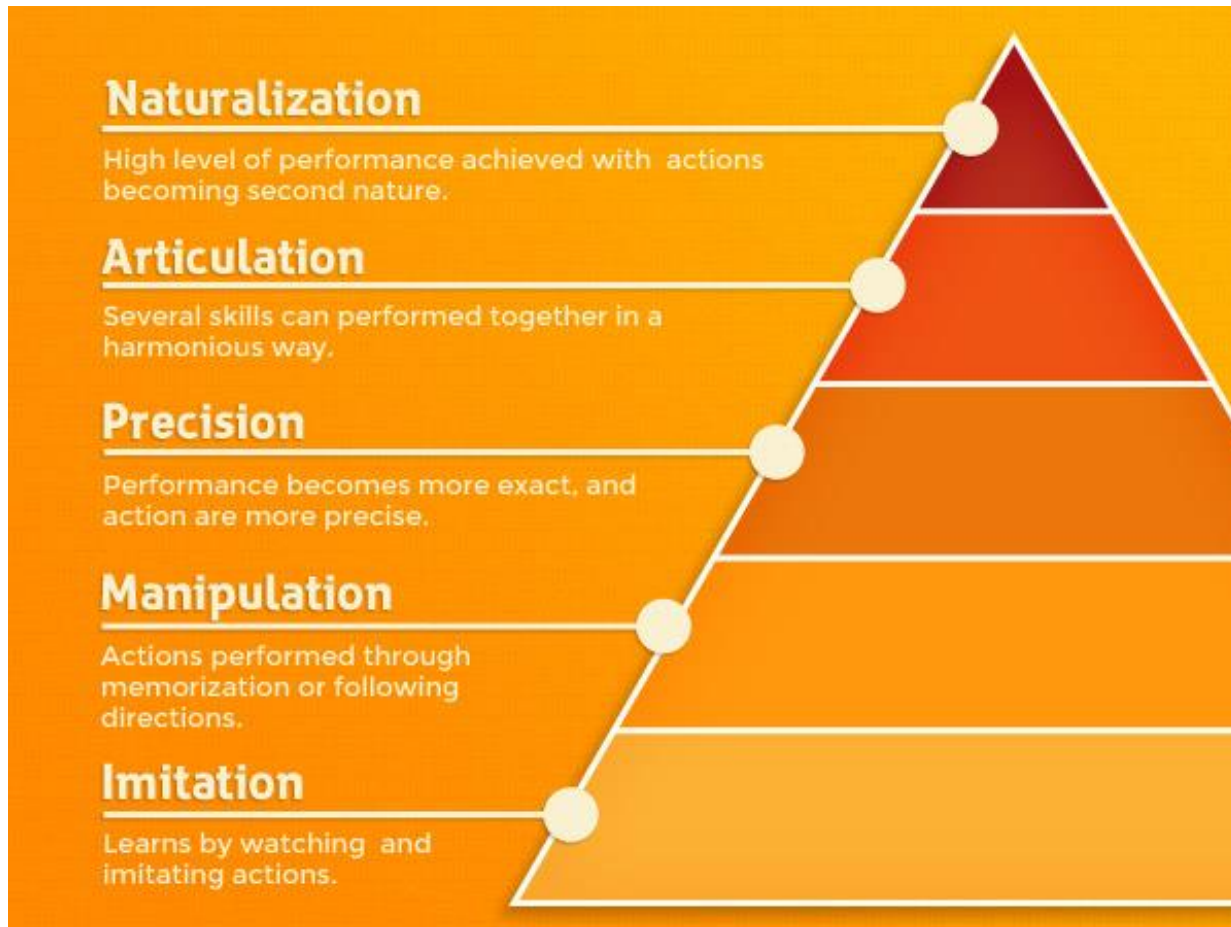 Naturalization
High level of performance achieved with actions
becoming second nature.
Articulation
Several skills can performed together in a
harmonious way.
Precision
Performance becomes more exact, and
action are more precise.
Manipulation
Actions performed through
memorization or following
directions.
Imitation
Learns by watching and
imitating actions.